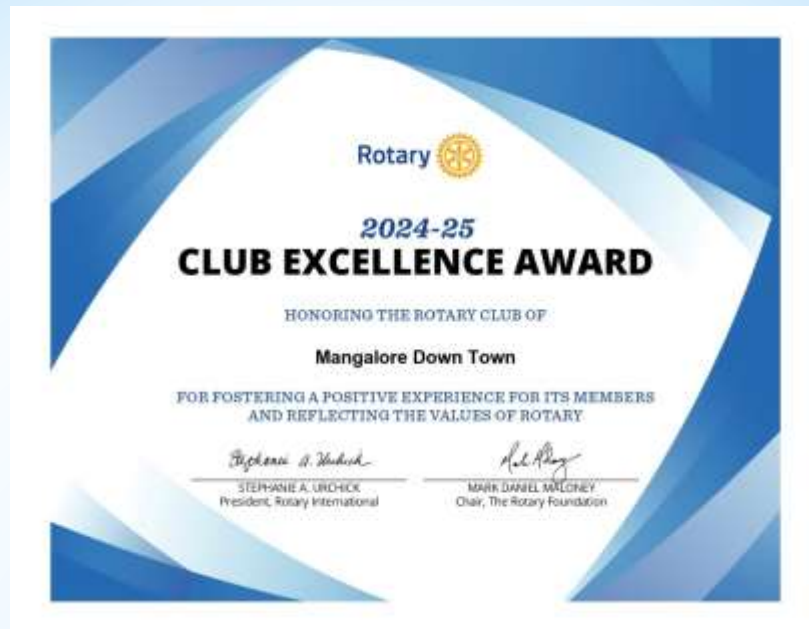 Rotary
2024-25
CLUB EXCELLENCE AWARD
HONORING THE ROTARY CLUB OF
Mangalore Down Town
FOR FOSTERING A POSITIVE EXPERIENCE FOR ITS MEMBERS
AND REFLECTING THE VALUES OF ROTARY
Stephanie A. Urchick
STEPHANIE A. URCHICK MARK DANIEL MALONEY
President, Rotary International Chair, The Rotary Foundation